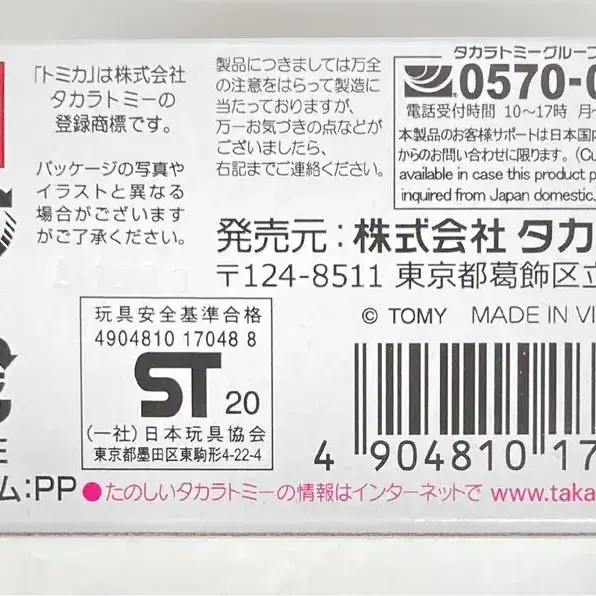 「トミカ」は株式会社
タカラトミーの
登録商標です。
パッケージの写真や
イラストと異なる
場合がございます
がご了承ください。
製品につきましては万全
の注意をはらって製造に
当たっておりますが、
万一お気づきの点などが
ございましたら、
右記までご連絡ください。
タカラトミーグループ
0570-0
電話受付時間 10〜17時 月〜
本製品のお客様サポートは日本国内
からのお問い合わせに限ります。(Cu
available in case this product p
inquired from Japan domestic.
発売元:株式会社 タカ
〒124-8511 東京都葛飾区立
© TOMY MADE IN VI
玩具安全基準合格
4904810 17048 8
ST 20
(一社)日本玩具協会
東京都墨田区東駒形4-22-4
4 904810 17
E
ム:PP ●たのしいタカラトミーの情報はインターネットで www.taka